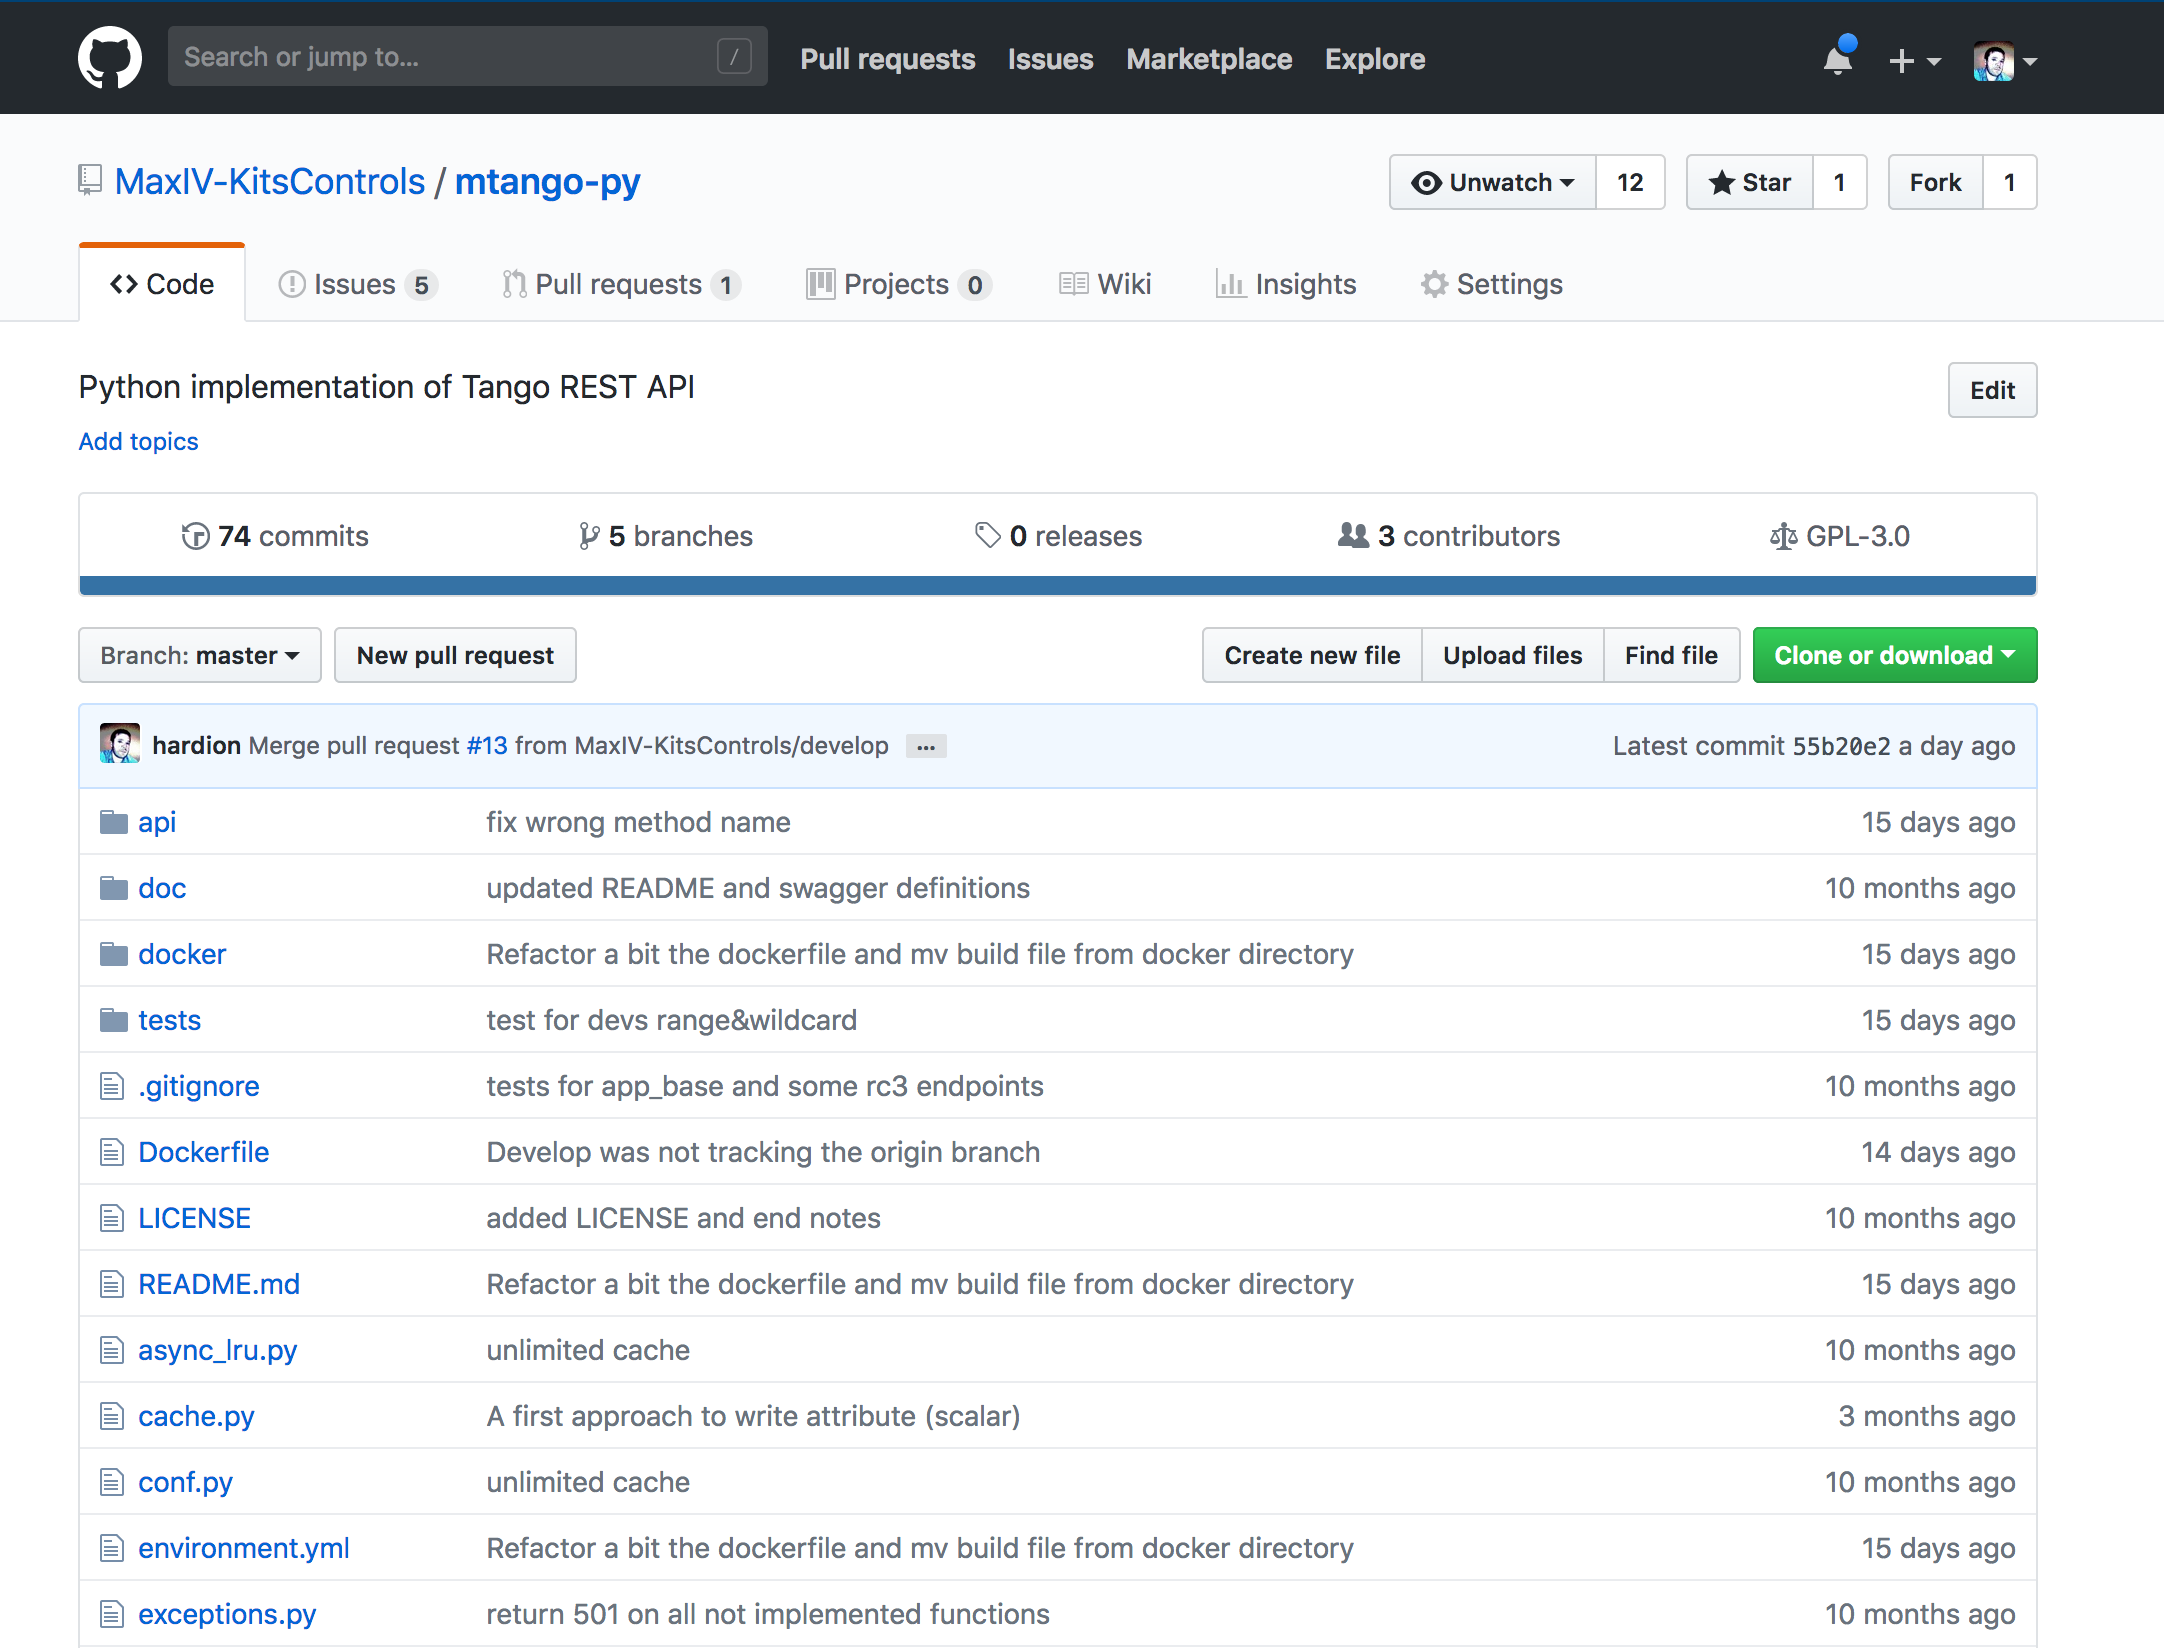 Search or jump to... /
Pull requests Issues Marketplace Explore
MaxIV-KitsControls / mtango-py
Unwatch 12 Star 1 Fork 1
Code Issues 5 Pull requests 1 Projects 0 Wiki Insights Settings
Python implementation of Tango REST API
Edit
Add topics
74 commits 5 branches 0 releases 3 contributors GPL-3.0
Branch: master New pull request Create new file Upload files Find file Clone or download
hardion Merge pull request #13 from MaxIV-KitsControls/develop ... Latest commit 55b20e2 a day ago
api fix wrong method name 15 days ago
doc updated README and swagger definitions 10 months ago
docker Refactor a bit the dockerfile and mv build file from docker directory 15 days ago
tests test for devs range&wildcard 15 days ago
.gitignore tests for app_base and some rc3 endpoints 10 months ago
Dockerfile Develop was not tracking the origin branch 14 days ago
LICENSE added LICENSE and end notes 10 months ago
README.md Refactor a bit the dockerfile and mv build file from docker directory 15 days ago
async_lru.py unlimited cache 10 months ago
cache.py A first approach to write attribute (scalar) 3 months ago
conf.py unlimited cache 10 months ago
environment.yml Refactor a bit the dockerfile and mv build file from docker directory 15 days ago
exceptions.py return 501 on all not implemented functions 10 months ago